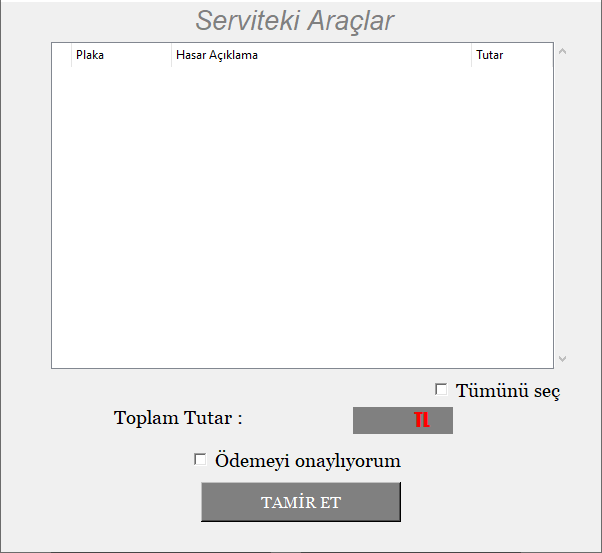 Serviteki Araçlar
Plaka Hasar Açıklama Tutar
Tümünü seç
Toplam Tutar : TL
Ödemeyi onaylıyorum
TAMİR ET